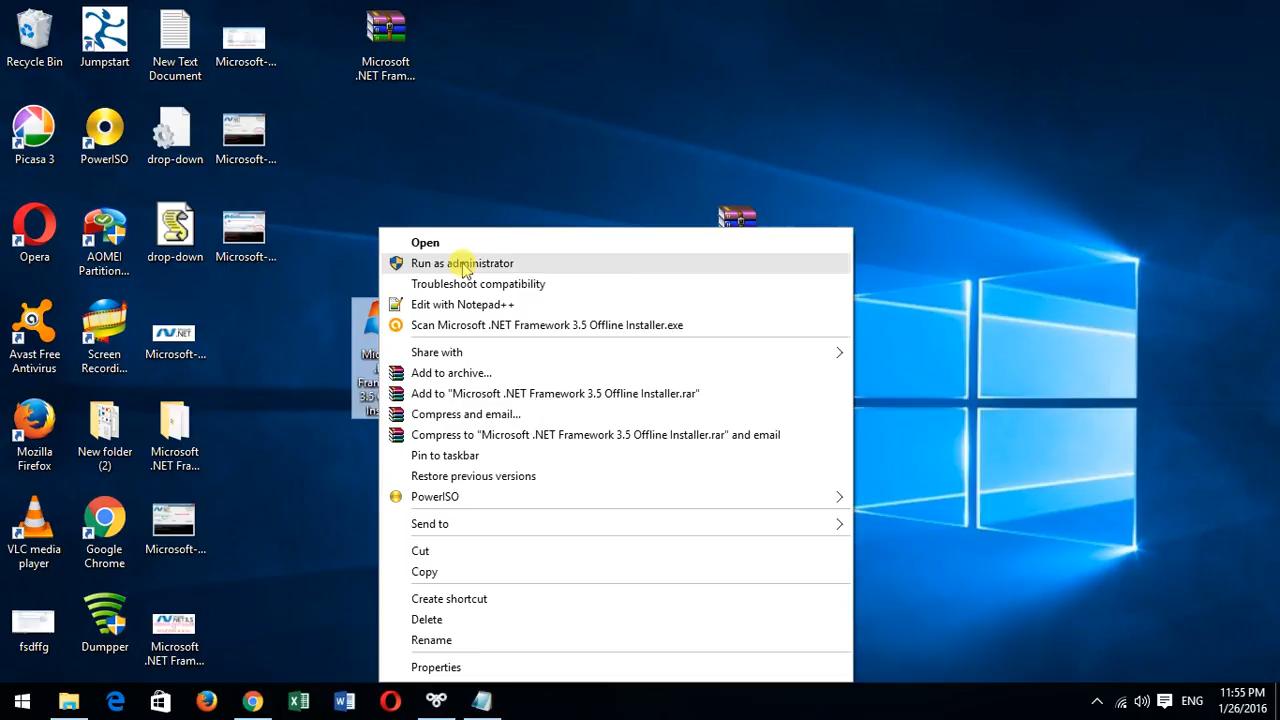 Recycle Bin
Jumpstart
New Text
Document
Microsoft-...
Microsoft
.NET Fram...
Picasa 3
PowerISO
drop-down
Microsoft-...
Opera
AOMEI
Partition...
drop-down
Microsoft-...
Avast Free
Antivirus
Screen
Recordi...
.NET
Microsoft-...
Mozilla
Firefox
New folder
(2)
Microsoft
.NET Fra...
VLC media
player
Google
Chrome
Microsoft-...
fsdffg
Dumpper
Microsoft
.NET Fram...
Open
Run as administrator
Troubleshoot compatibility
Edit with Notepad++
Scan Microsoft .NET Framework 3.5 Offline Installer.exe
Share with
Add to archive...
Add to "Microsoft .NET Framework 3.5 Offline Installer.rar"
Compress and email...
Compress to "Microsoft .NET Framework 3.5 Offline Installer.rar" and email
Pin to taskbar
Restore previous versions
PowerISO
Send to
Cut
Copy
Create shortcut
Delete
Rename
Properties
ENG
11:55 PM
1/26/2016